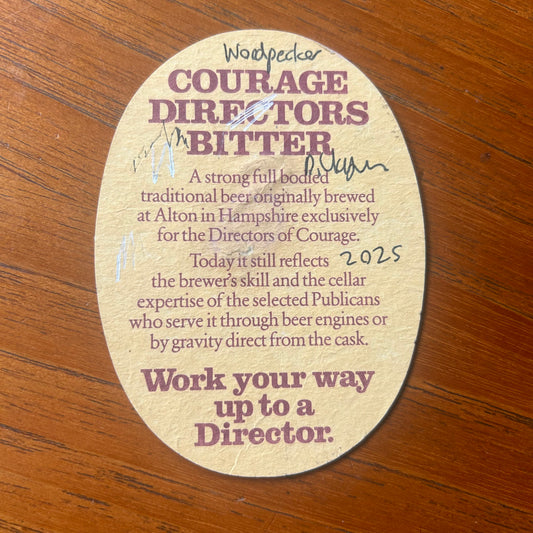 Woodpecker
COURAGE
DIRECTORS
BITTER
A strong full bodied
traditional beer originally brewed
at Alton in Hampshire exclusively
for the Directors of Courage.
Today it still reflects 2025
the brewer's skill and the cellar
expertise of the selected Publicans
who serve it through beer engines or
by gravity direct from the cask.
Work your way
up to a
Director.